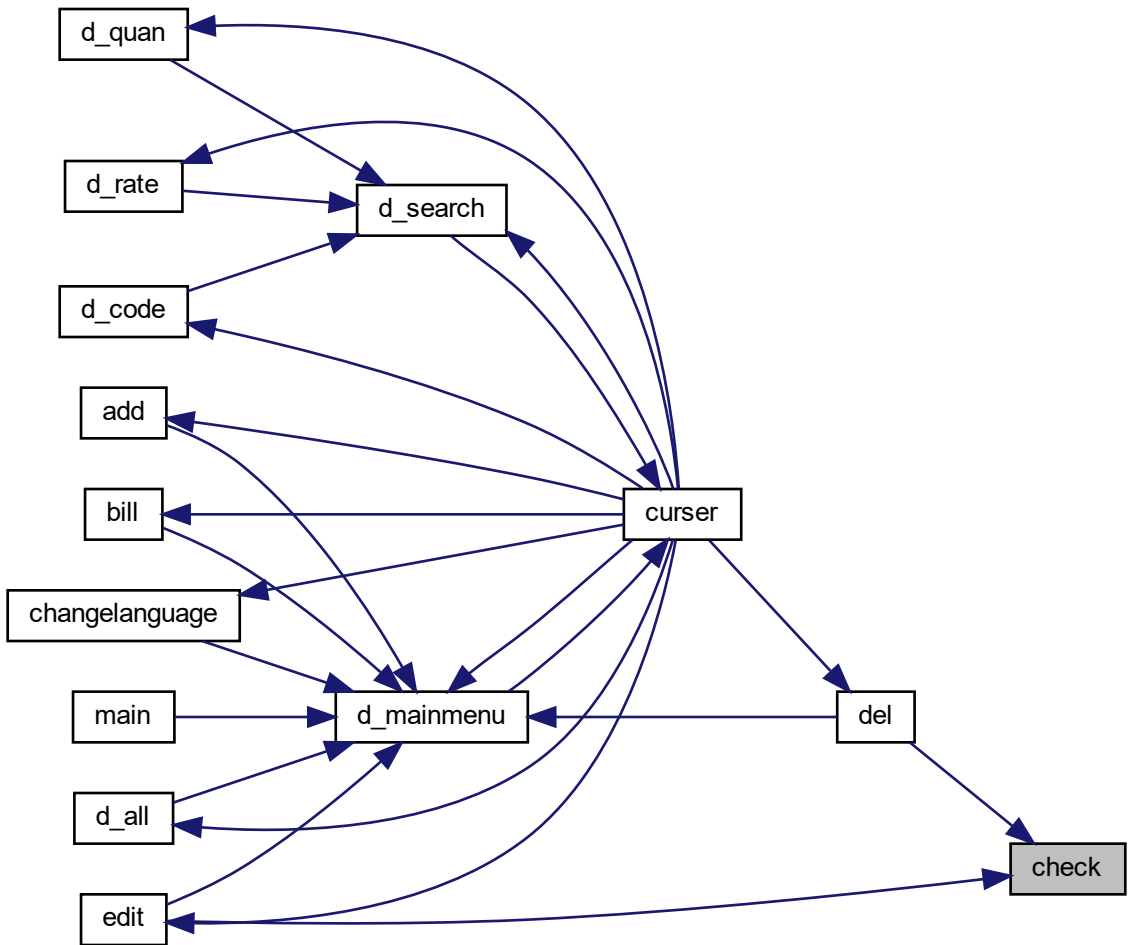 d_quan
d_rate
d_search
d_code
add
bill
curser
changelanguage
main
d_mainmenu
del
d_all
check
edit